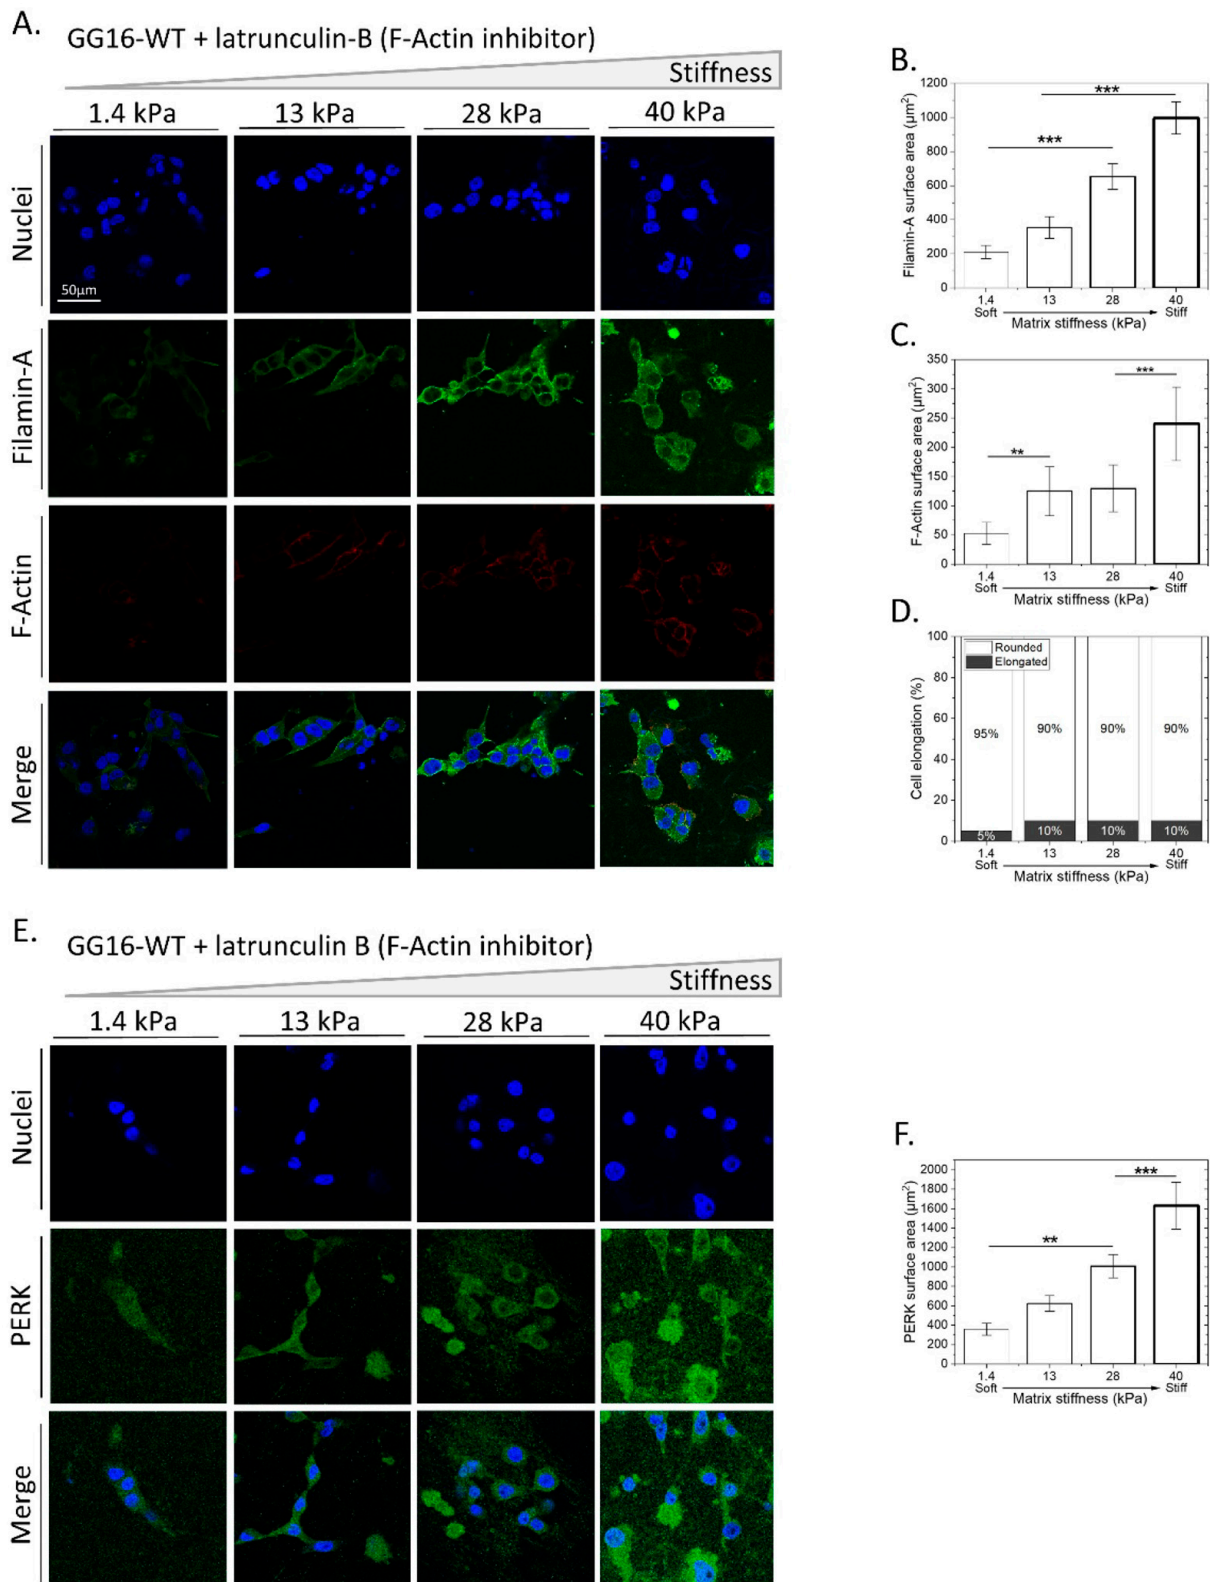 A.
GG16-WT + latrunculin-B (F-Actin inhibitor)
Stiffness
1.4 kPa 13 kPa 28 kPa 40 kPa
Nuclei
50µm
Filamin-A
F-Actin
Merge
B.
Filamin-A surface area (µm²)
1200
1000
800
600
400
200
0
***
***
1.4 13 28 40
Soft Stiff
Matrix stiffness (kPa)
C.
F-Actin surface area (µm²)
350
300
250
200
150
100
50
0
***
**
1.4 13 28 40
Soft Stiff
Matrix stiffness (kPa)
D.
Cell elongation (%)
100
80
60
40
20
0
Rounded
Elongated
95% 90% 90% 90%
5% 10% 10% 10%
1.4 13 28 40
Soft Stiff
Matrix stiffness (kPa)
E.
GG16-WT + latrunculin B (F-Actin inhibitor)
Stiffness
1.4 kPa 13 kPa 28 kPa 40 kPa
Nuclei
PERK
Merge
F.
PERK surface area (µm²)
2000
1800
1600
1400
1200
1000
800
600
400
200
0
***
**
1.4 13 28 40
Soft Stiff
Matrix stiffness (kPa)